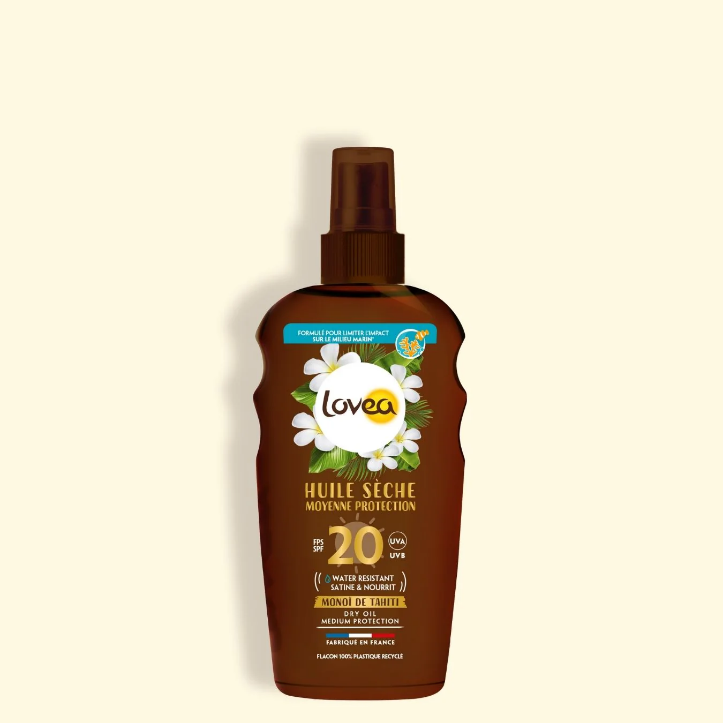 FORMULÉ POUR LIMITER L'IMPACT
SUR LE MILIEU MARIN*
Lovea
HUILE SÈCHE
MOYENNE PROTECTION
FPS
SPF
20
UVA
UVB
WATER RESISTANT
SATINE & NOURRIT
MONOÏ DE TAHITI
DRY OIL
MEDIUM PROTECTION
FABRIQUÉ EN FRANCE
FLACON 100% PLASTIQUE RECYCLÉ